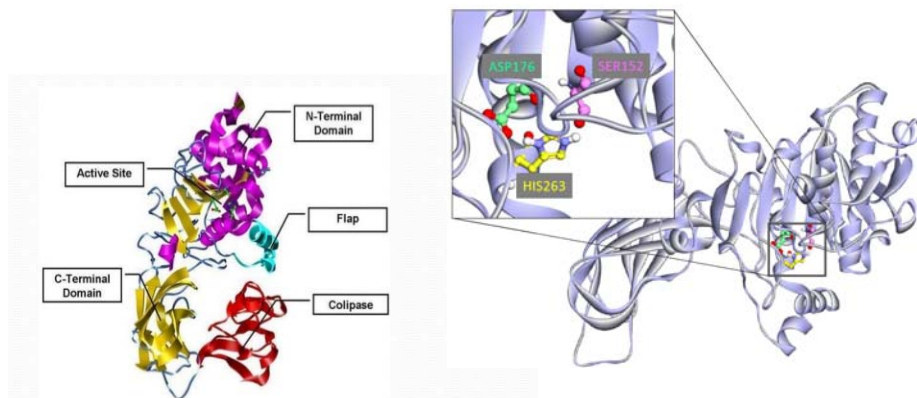 N-Terminal
Domain
Active Site
Flap
C-Terminal
Domain
Colipase
ASP176
SER152
HIS263